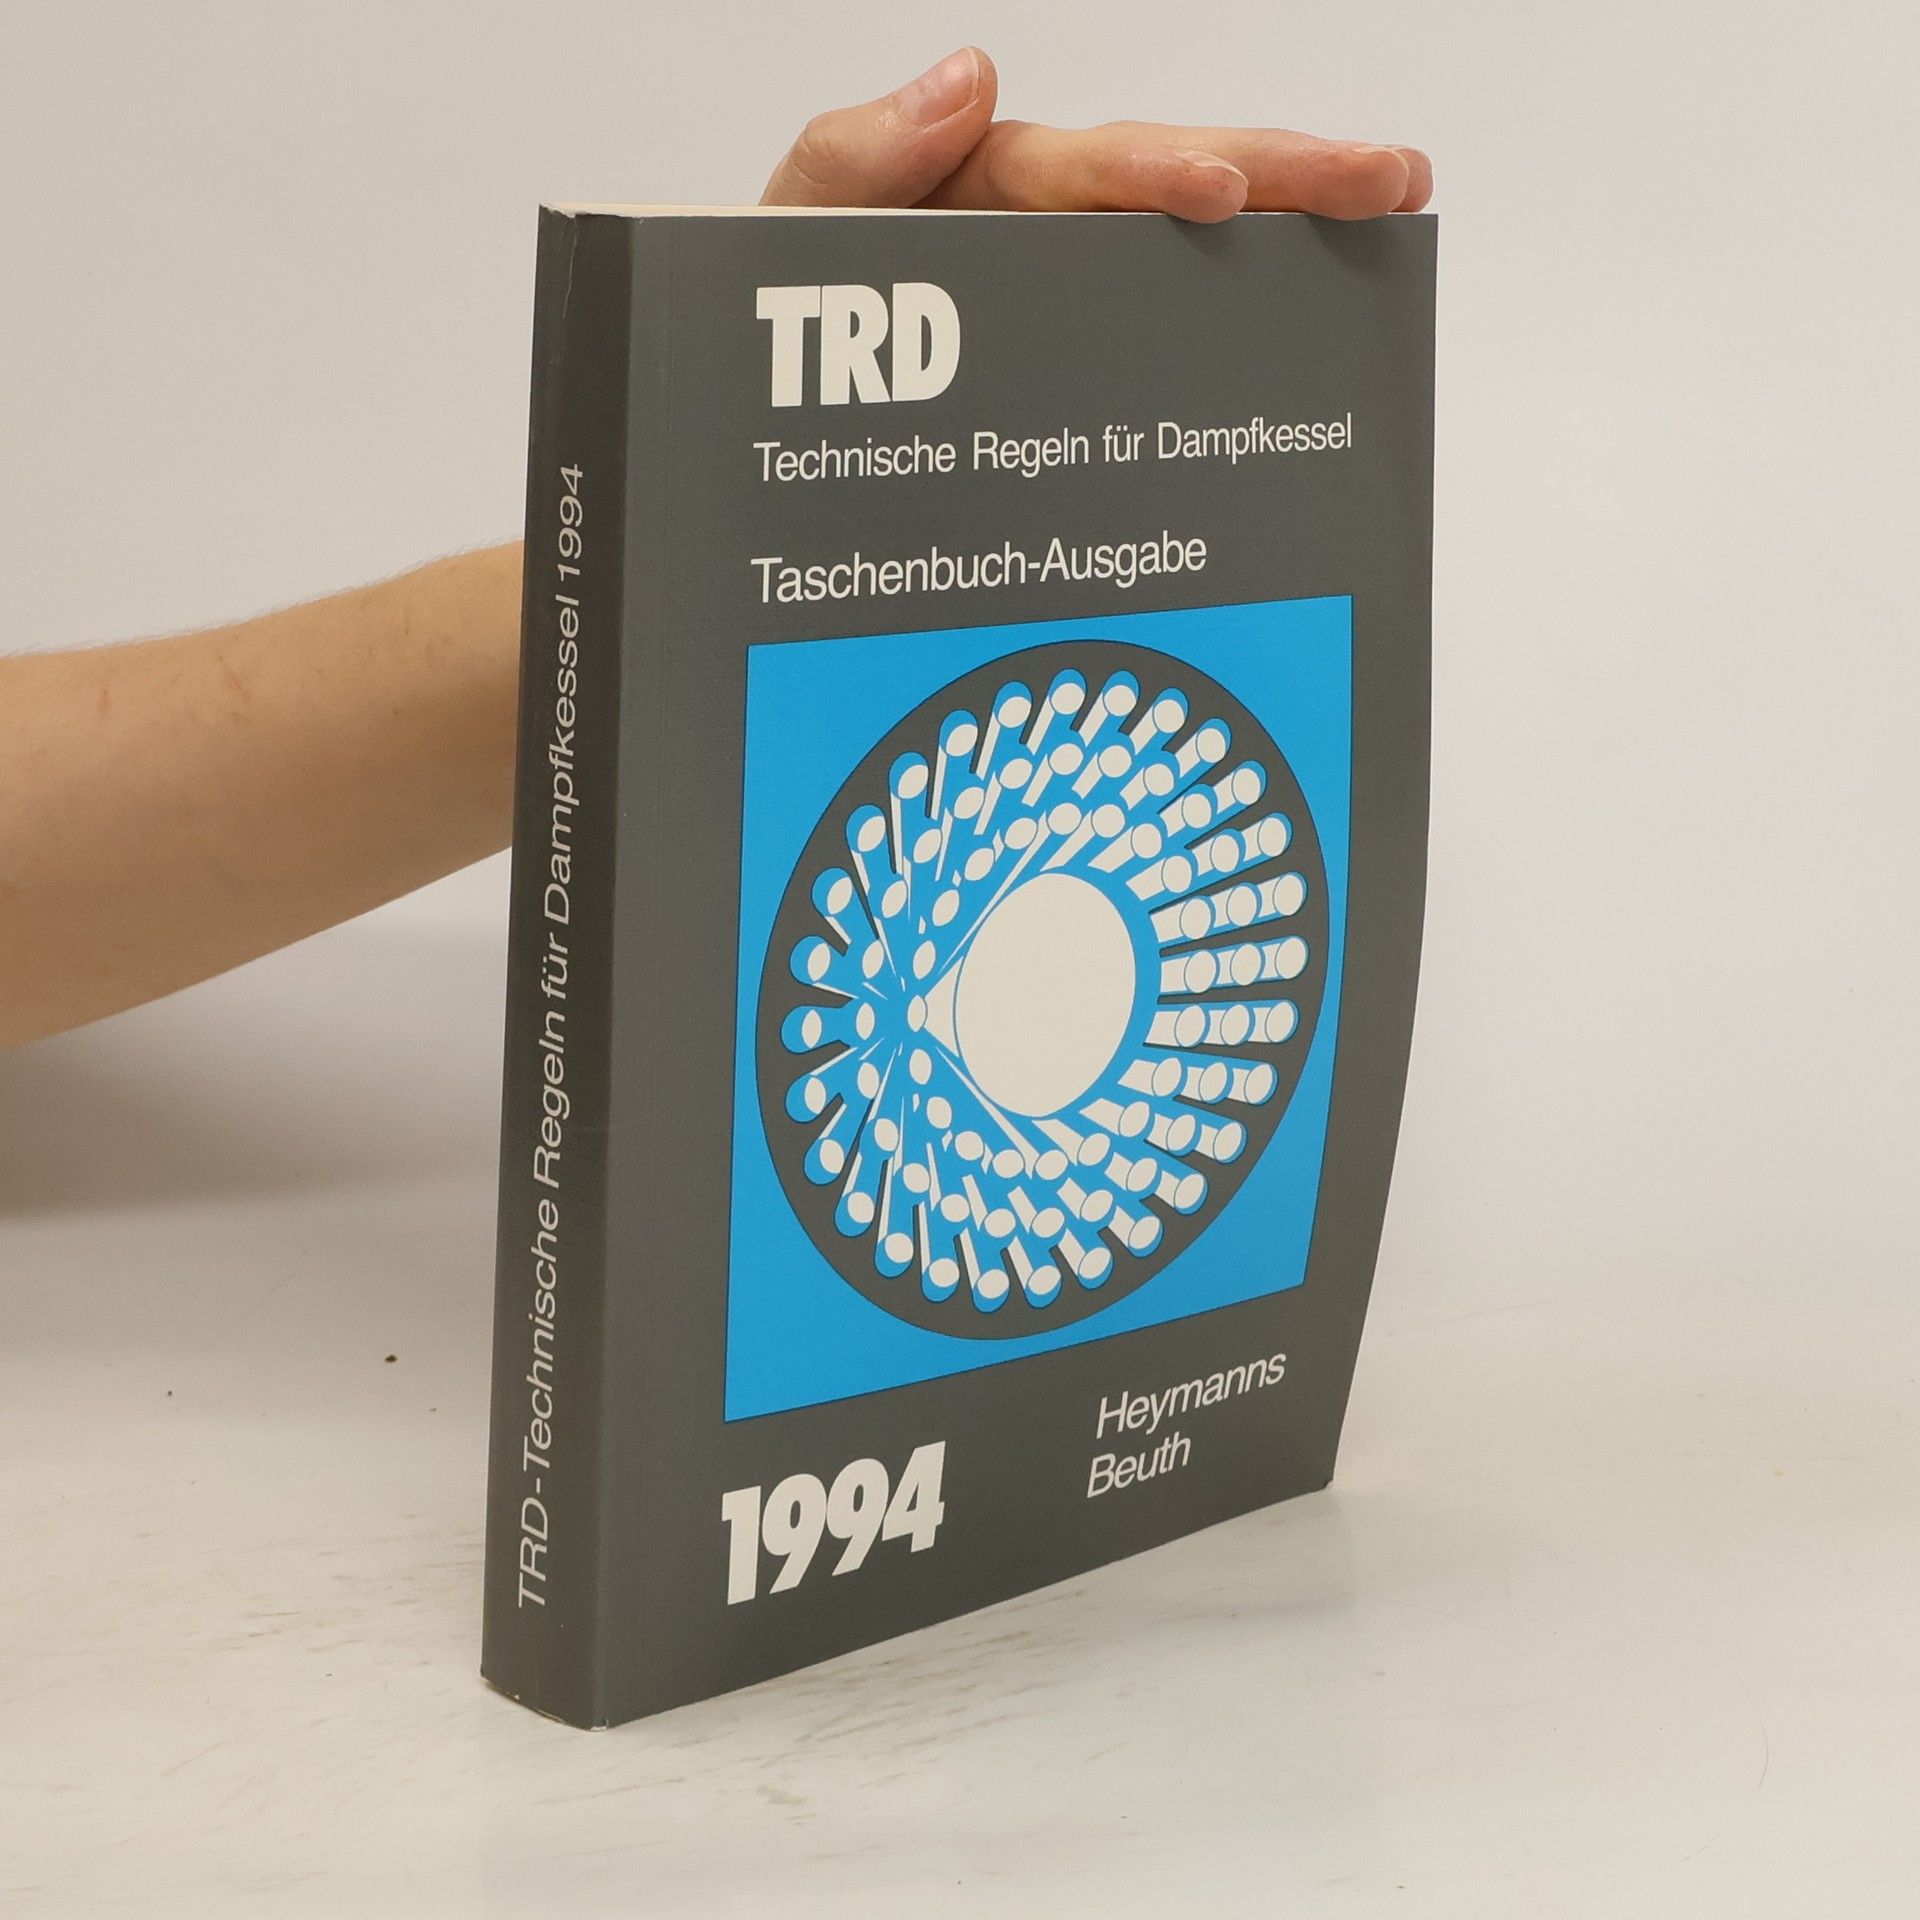 TRD
Technische Regeln für Dampfkessel
Taschenbuch-Ausgabe
1994
Heymanns
Beuth
TRD-Technische Regeln für Dampfkessel 1994